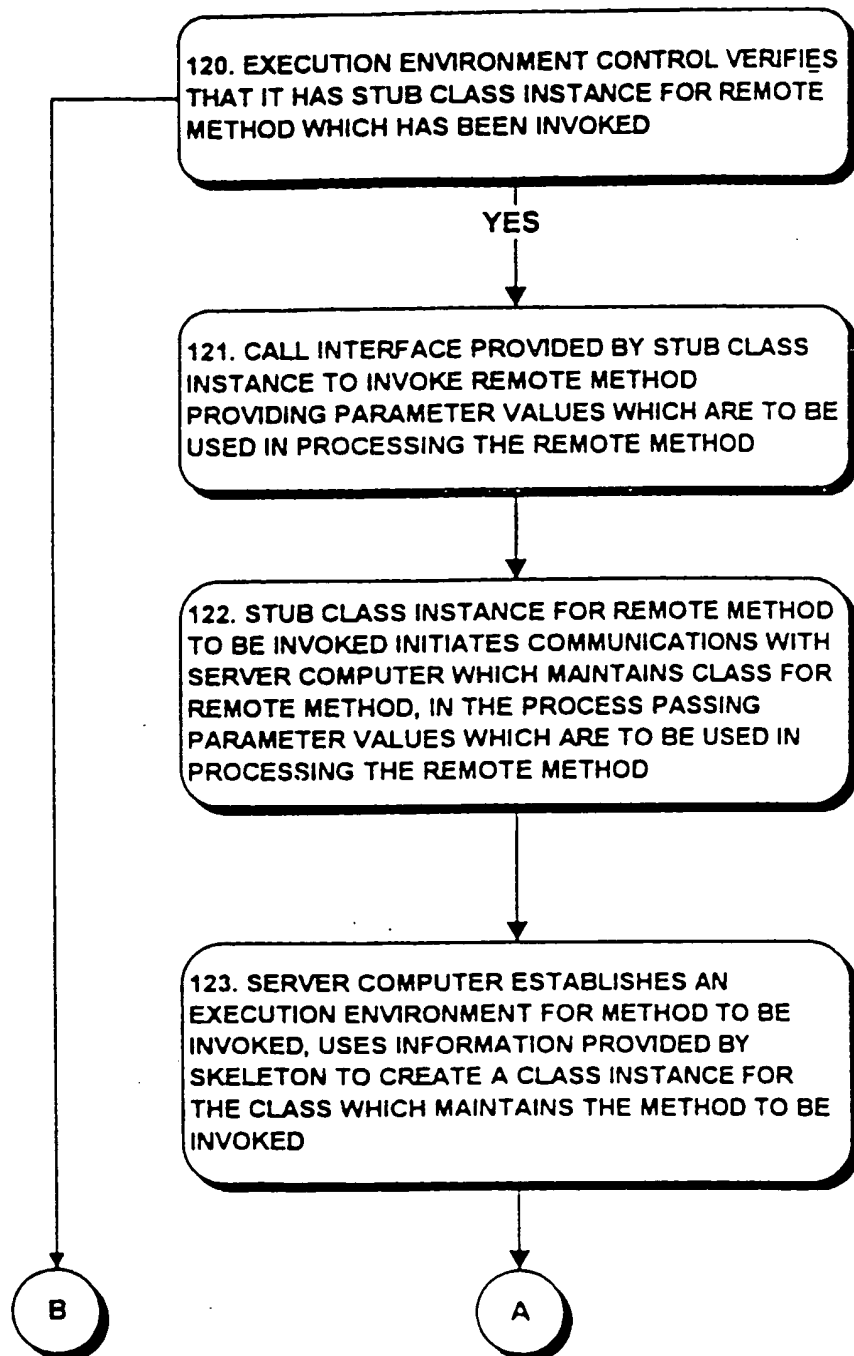 120. EXECUTION ENVIRONMENT CONTROL VERIFIES
THAT IT HAS STUB CLASS INSTANCE FOR REMOTE
METHOD WHICH HAS BEEN INVOKED
YES
121. CALL INTERFACE PROVIDED BY STUB CLASS
INSTANCE TO INVOKE REMOTE METHOD
PROVIDING PARAMETER VALUES WHICH ARE TO BE
USED IN PROCESSING THE REMOTE METHOD
122. STUB CLASS INSTANCE FOR REMOTE METHOD
TO BE INVOKED INITIATES COMMUNICATIONS WITH
SERVER COMPUTER WHICH MAINTAINS CLASS FOR
REMOTE METHOD, IN THE PROCESS PASSING
PARAMETER VALUES WHICH ARE TO BE USED IN
PROCESSING THE REMOTE METHOD
123. SERVER COMPUTER ESTABLISHES AN
EXECUTION ENVIRONMENT FOR METHOD TO BE
INVOKED, USES INFORMATION PROVIDED BY
SKELETON TO CREATE A CLASS INSTANCE FOR
THE CLASS WHICH MAINTAINS THE METHOD TO BE
INVOKED
B
A